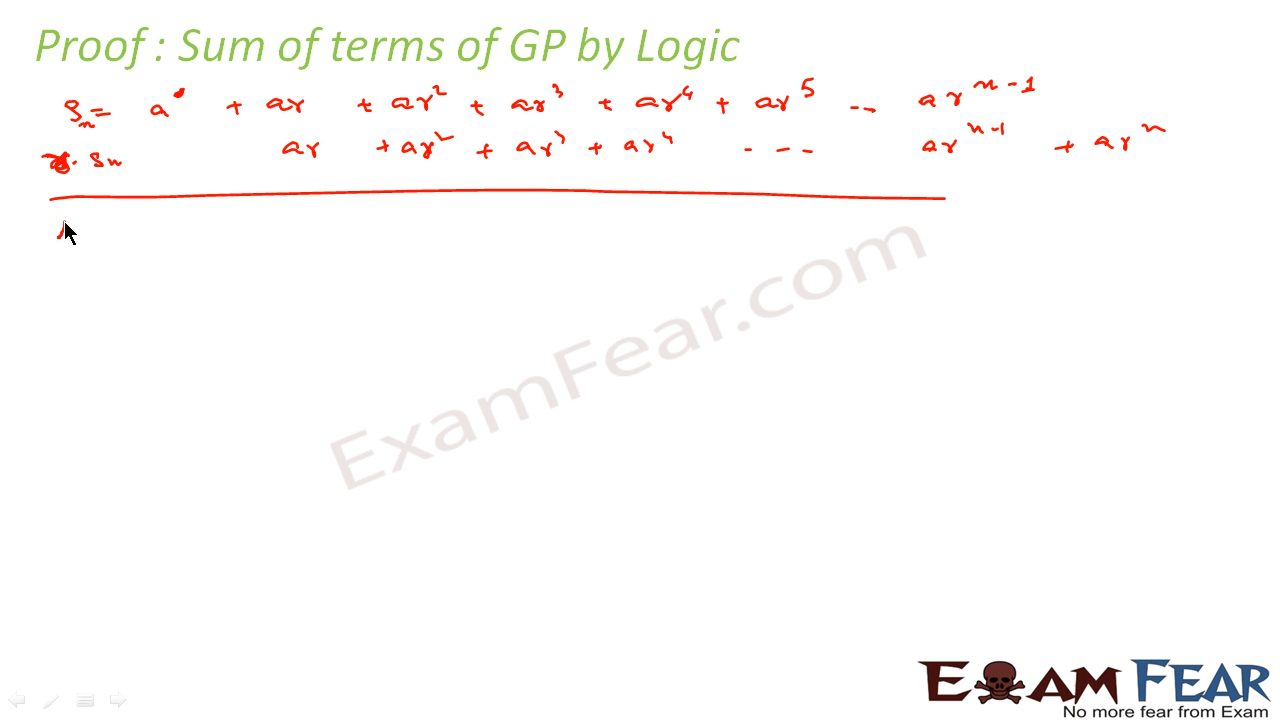 Proof : Sum of terms of GP by Logic
Sₙ = a + ar + ar² + ar³ + ar⁴ + ar⁵ -- arⁿ⁻¹
r. Sₙ ar + ar² + ar³ + ar⁴ - - - arⁿ⁻¹ + arⁿ
ExamFear.com
EXAM FEAR
No more fear from Exam